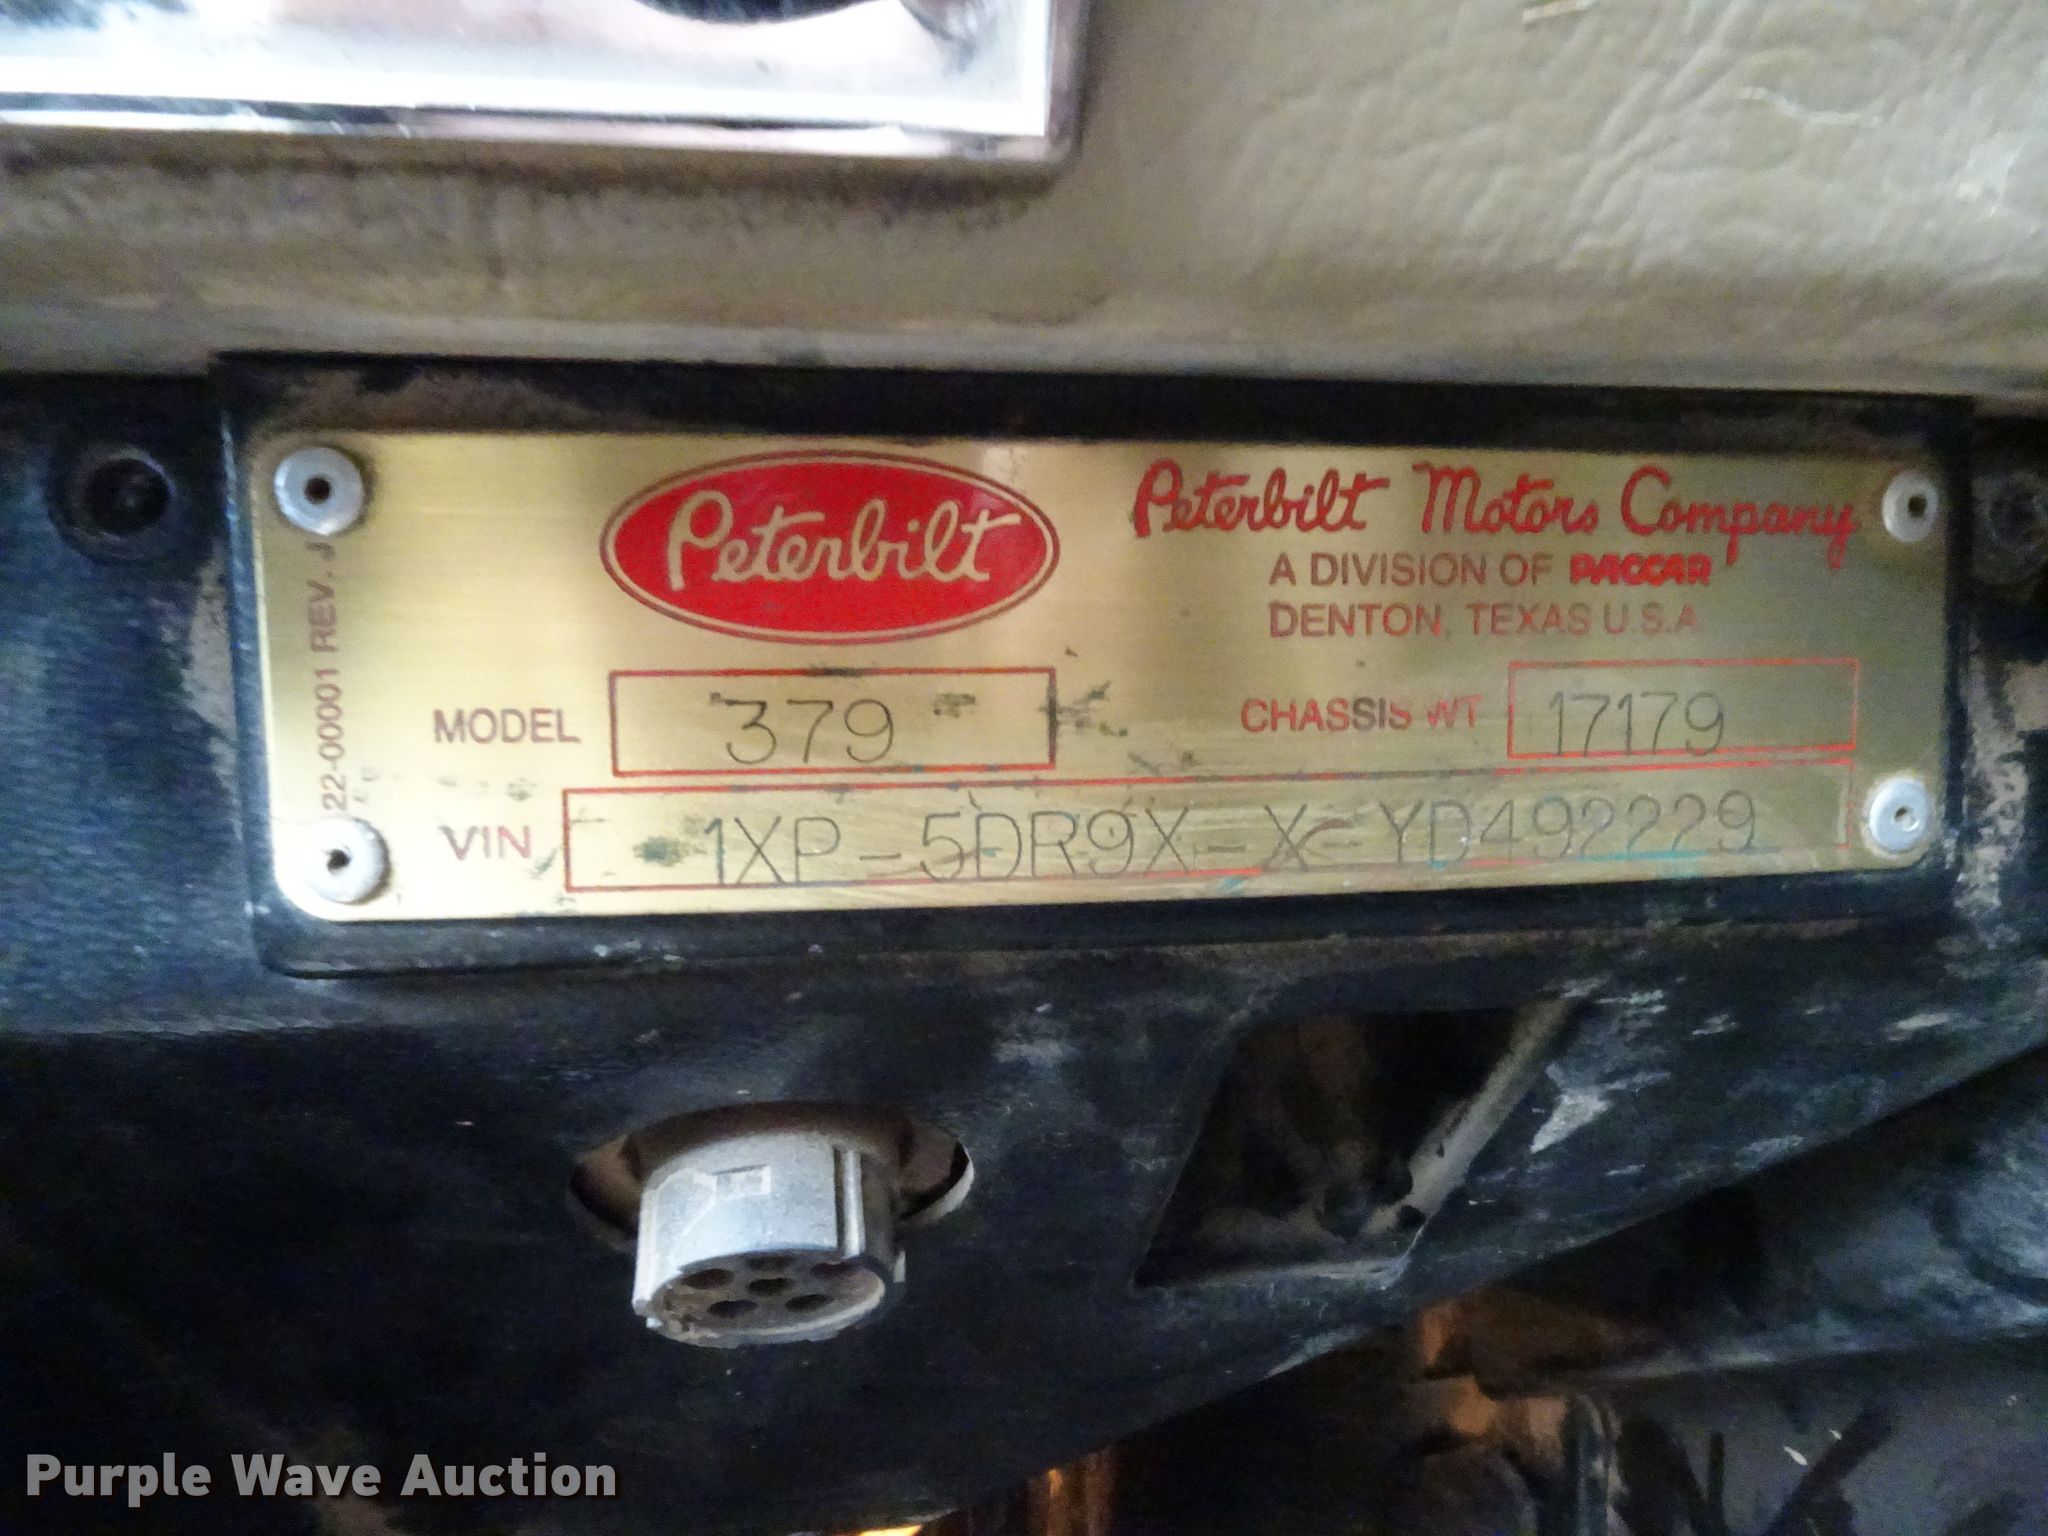 Peterbilt
Peterbilt Motors Company
A DIVISION OF PACCAR
DENTON, TEXAS U.S.A.
22-00001 REV. J
MODEL 379
CHASSIS WT 17179
VIN 1XP-5DR9X-X-YD492229
Purple Wave Auction